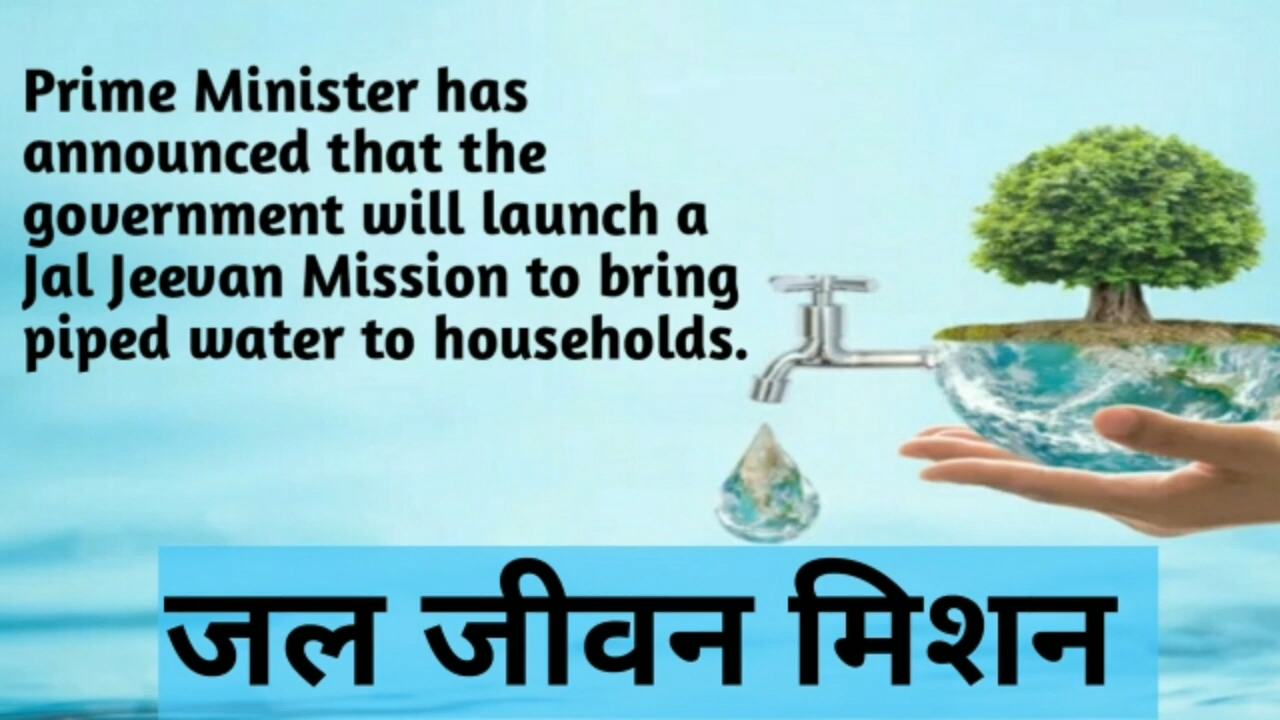 Prime Minister has
announced that the
government will launch a
Jal Jeevan Mission to bring
piped water to households.
जल जीवन मिशन